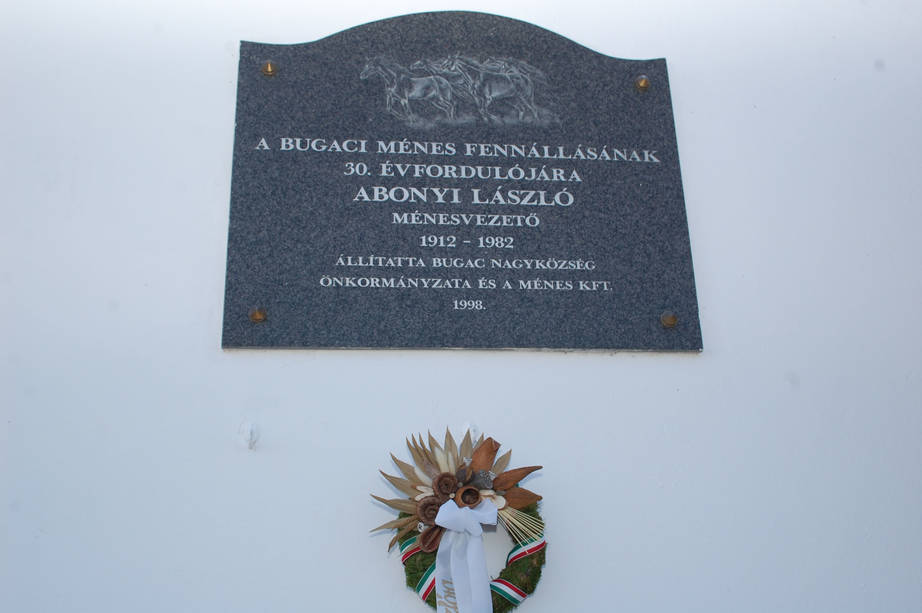 A BUGACI MÉNES FENNÁLLÁSÁNAK
30. ÉVFORDULÓJÁRA
ABONYI LÁSZLÓ
MÉNESVEZETŐ
1912 - 1982
ÁLLÍTATTA BUGAC NAGYKÖZSÉG
ÖNKORMÁNYZATA ÉS A MÉNES KFT.
1998.